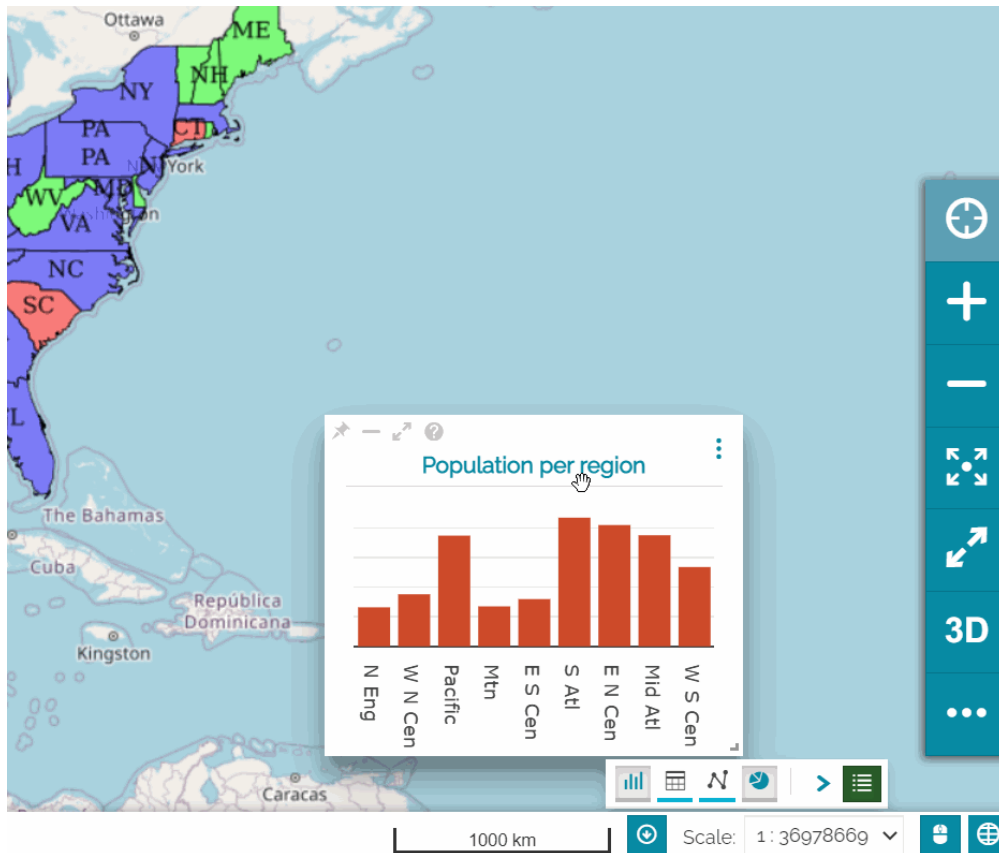 Ottawa
ME
NH
NY
CT
PA
PA
NJ
York
H
WV
MD
VA
NC
SC
L
The Bahamas
Cuba
República
Dominicana
Kingston
Caracas
Population per region
N Eng
W N Cen
Pacific
Mtn
E S Cen
S Atl
E N Cen
Mid Atl
W S Cen
3D
1000 km
Scale:
1 : 36978669